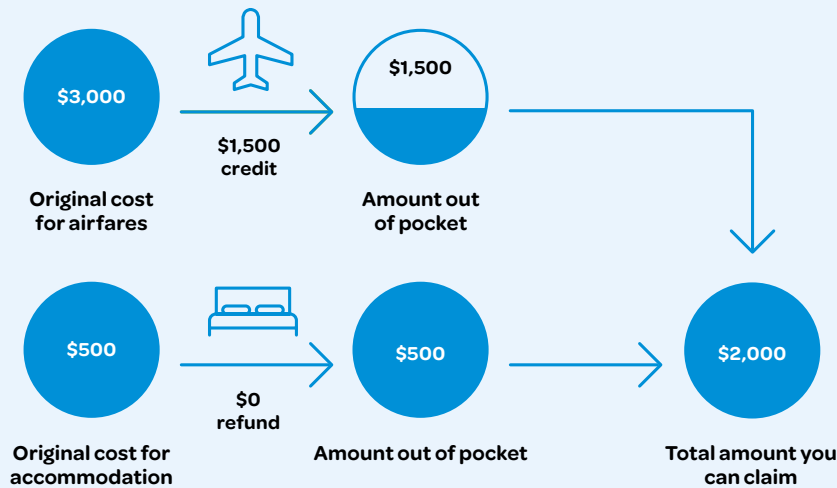 $3,000
$1,500
credit
$1,500
Original cost
for airfares
Amount out
of pocket
$500
$0
refund
$500
$2,000
Original cost for
accommodation
Amount out of pocket
Total amount you
can claim